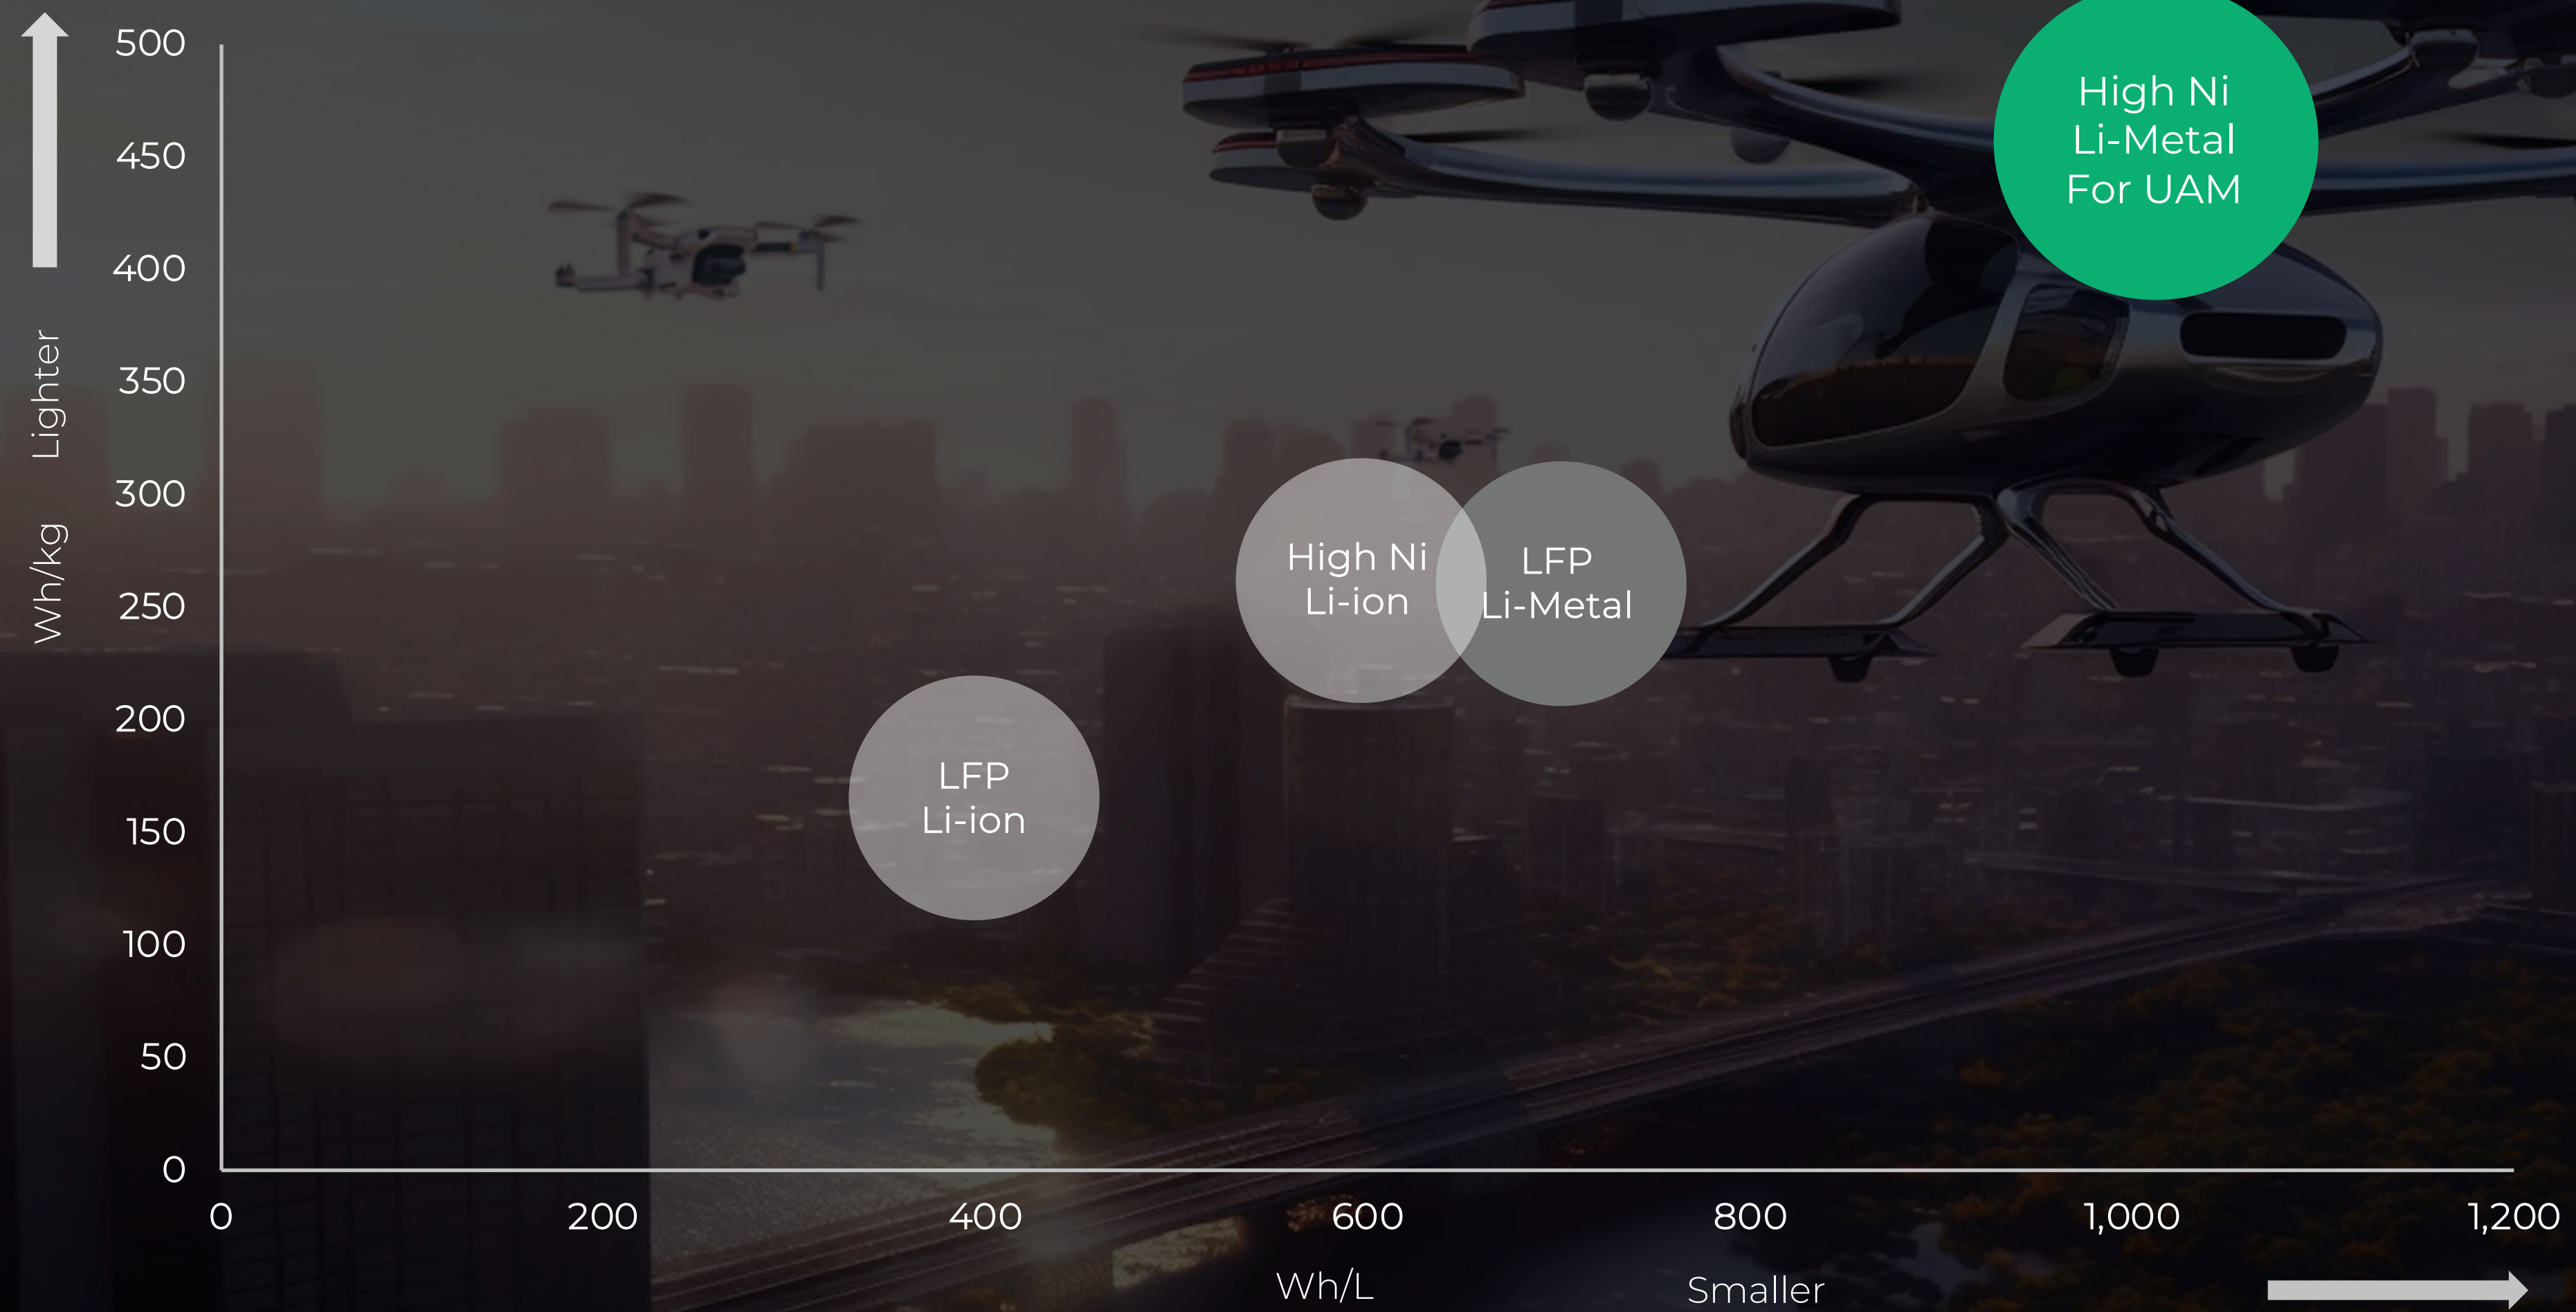 500
450
400
350
300
250
200
150
100
50
0
Wh/kg Lighter
High Ni
Li-Metal
For UAM
High Ni
Li-ion
LFP
Li-Metal
LFP
Li-ion
0 200 400 600 800 1,000 1,200
Wh/L Smaller